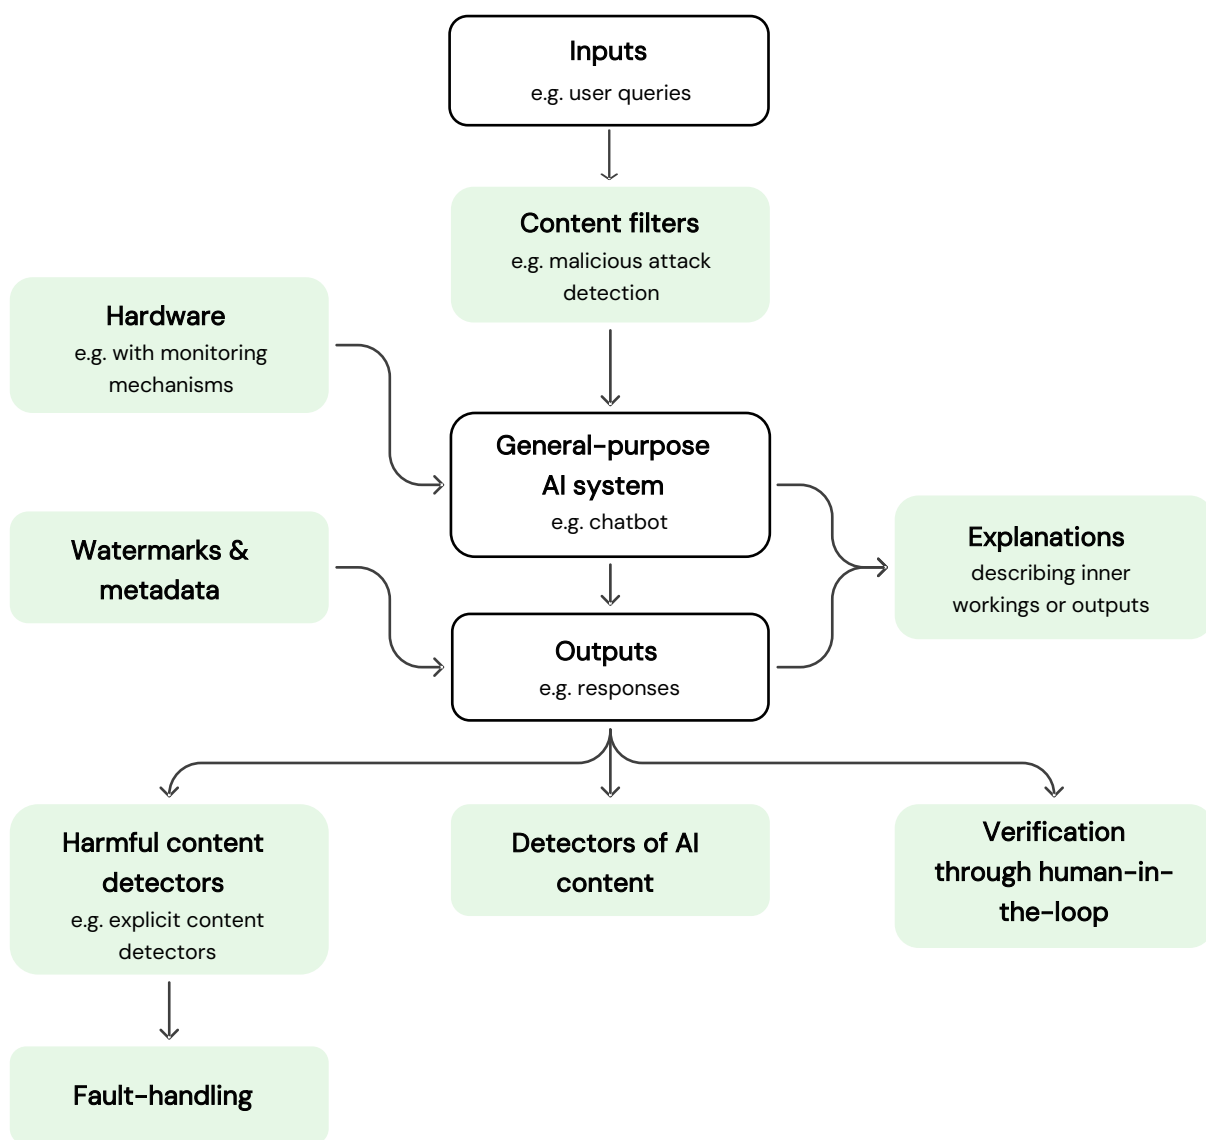 Inputs
e.g. user queries
Content filters
e.g. malicious attack
detection
Hardware
e.g. with monitoring
mechanisms
General-purpose
AI system
e.g. chatbot
Watermarks &
metadata
Explanations
describing inner
workings or outputs
Outputs
e.g. responses
Harmful content
detectors
e.g. explicit content
detectors
Detectors of AI
content
Verification
through human-in-
the-loop
Fault-handling